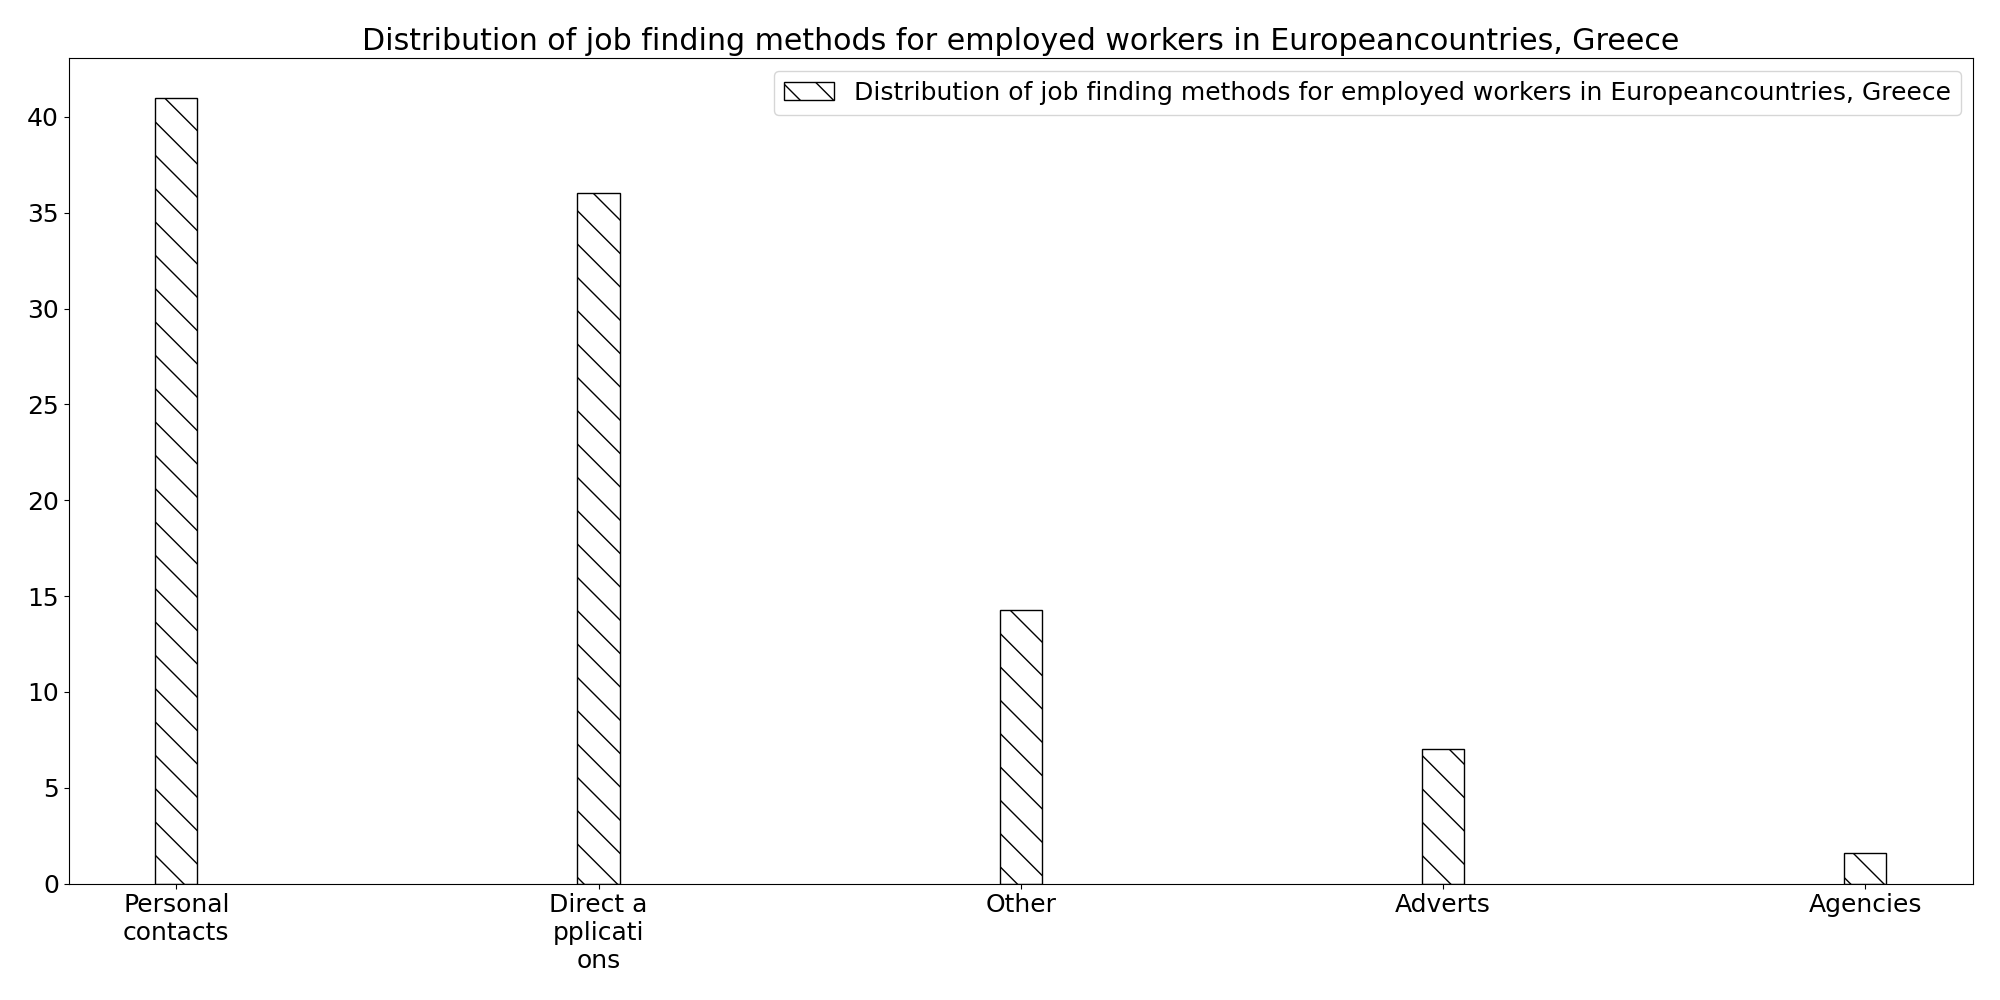 Distribution of job finding methods for employed workers in Europeancountries, Greece
Distribution of job finding methods for employed workers in Europeancountries, Greece
40
35
30
25
20
15
10
5
0
Personal
contacts
Direct a
pplicati
ons
Other
Adverts
Agencies